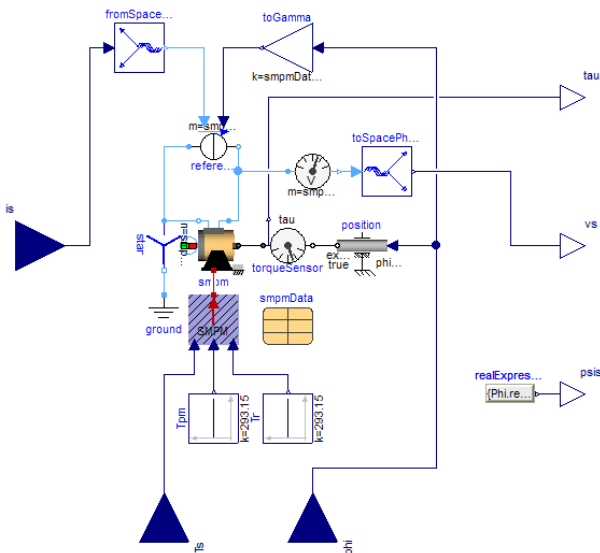 fromSpace...
toGamma
k=smpmDat...
tau
m=smp...
refere...
V
m=smp...
toSpacePh...
is
vs
star
tau
position
ex...
true
phi...
torqueSensor
smpm
ground
SMPM
smpmData
realExpres...
{Phi.re...
psis
Tpm
k=293.15
Tr
k=293.15
Ts
phi